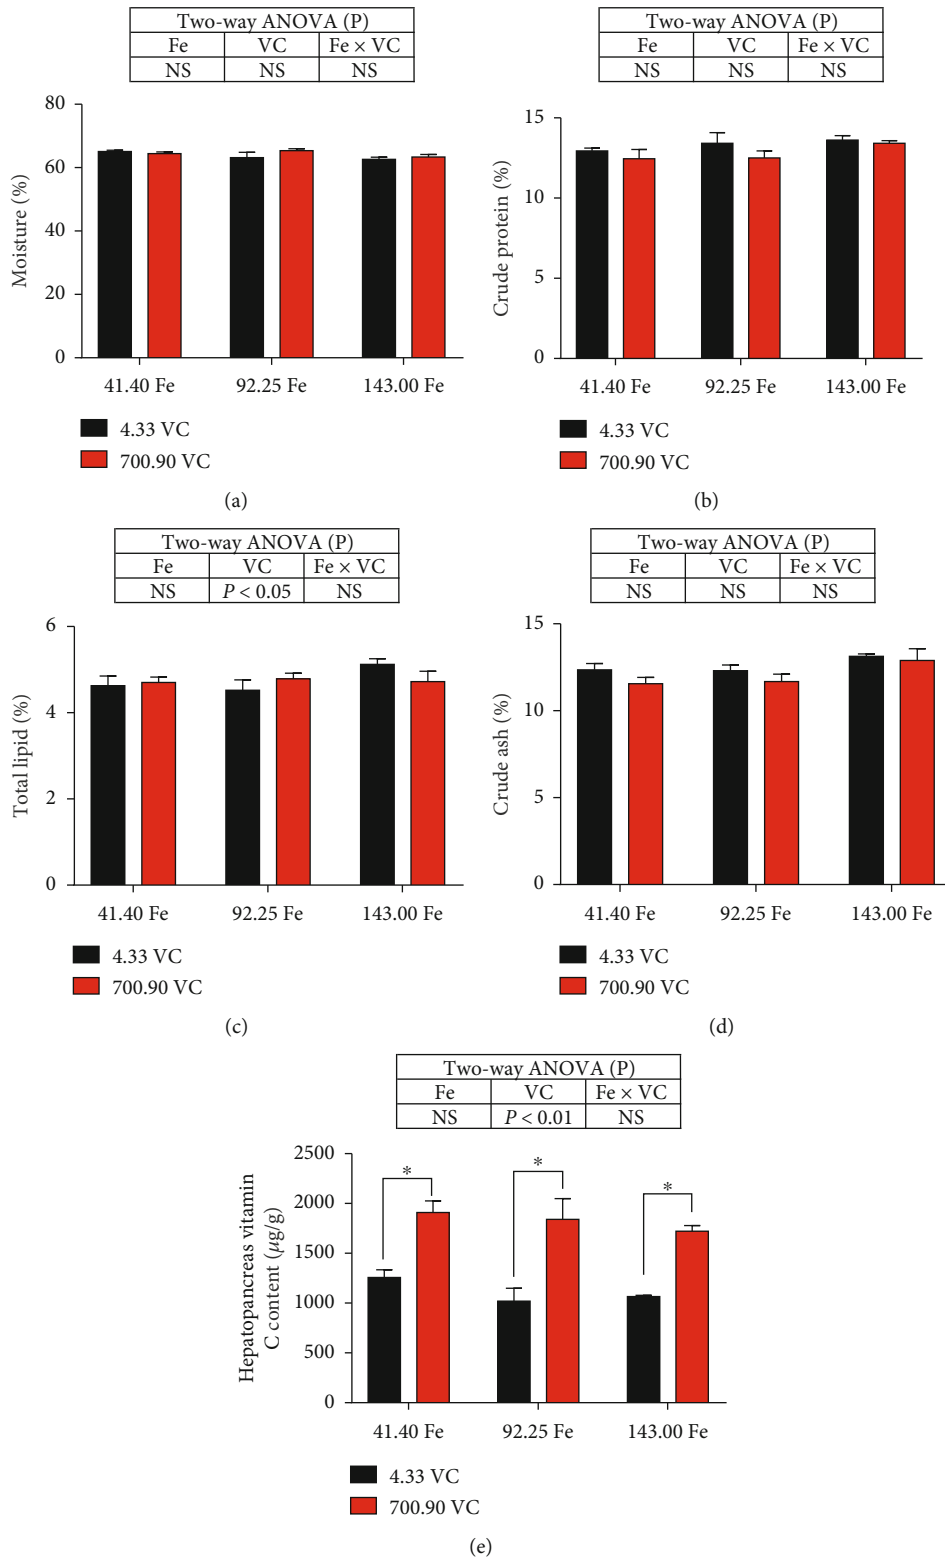 Two-way ANOVA (P)
Fe VC Fe × VC
NS NS NS
Moisture (%)
80
60
40
20
0
41.40 Fe 92.25 Fe 143.00 Fe
4.33 VC
700.90 VC
(a)
Two-way ANOVA (P)
Fe VC Fe × VC
NS NS NS
Crude protein (%)
15
10
5
0
41.40 Fe 92.25 Fe 143.00 Fe
4.33 VC
700.90 VC
(b)
Two-way ANOVA (P)
Fe VC Fe × VC
NS P < 0.05 NS
Total lipid (%)
6
4
2
0
41.40 Fe 92.25 Fe 143.00 Fe
4.33 VC
700.90 VC
(c)
Two-way ANOVA (P)
Fe VC Fe × VC
NS NS NS
Crude ash (%)
15
10
5
0
41.40 Fe 92.25 Fe 143.00 Fe
4.33 VC
700.90 VC
(d)
Two-way ANOVA (P)
Fe VC Fe × VC
NS P < 0.01 NS
Hepatopancreas vitamin
C content (μg/g)
2500
2000
1500
1000
500
0
* * *
41.40 Fe 92.25 Fe 143.00 Fe
4.33 VC
700.90 VC
(e)